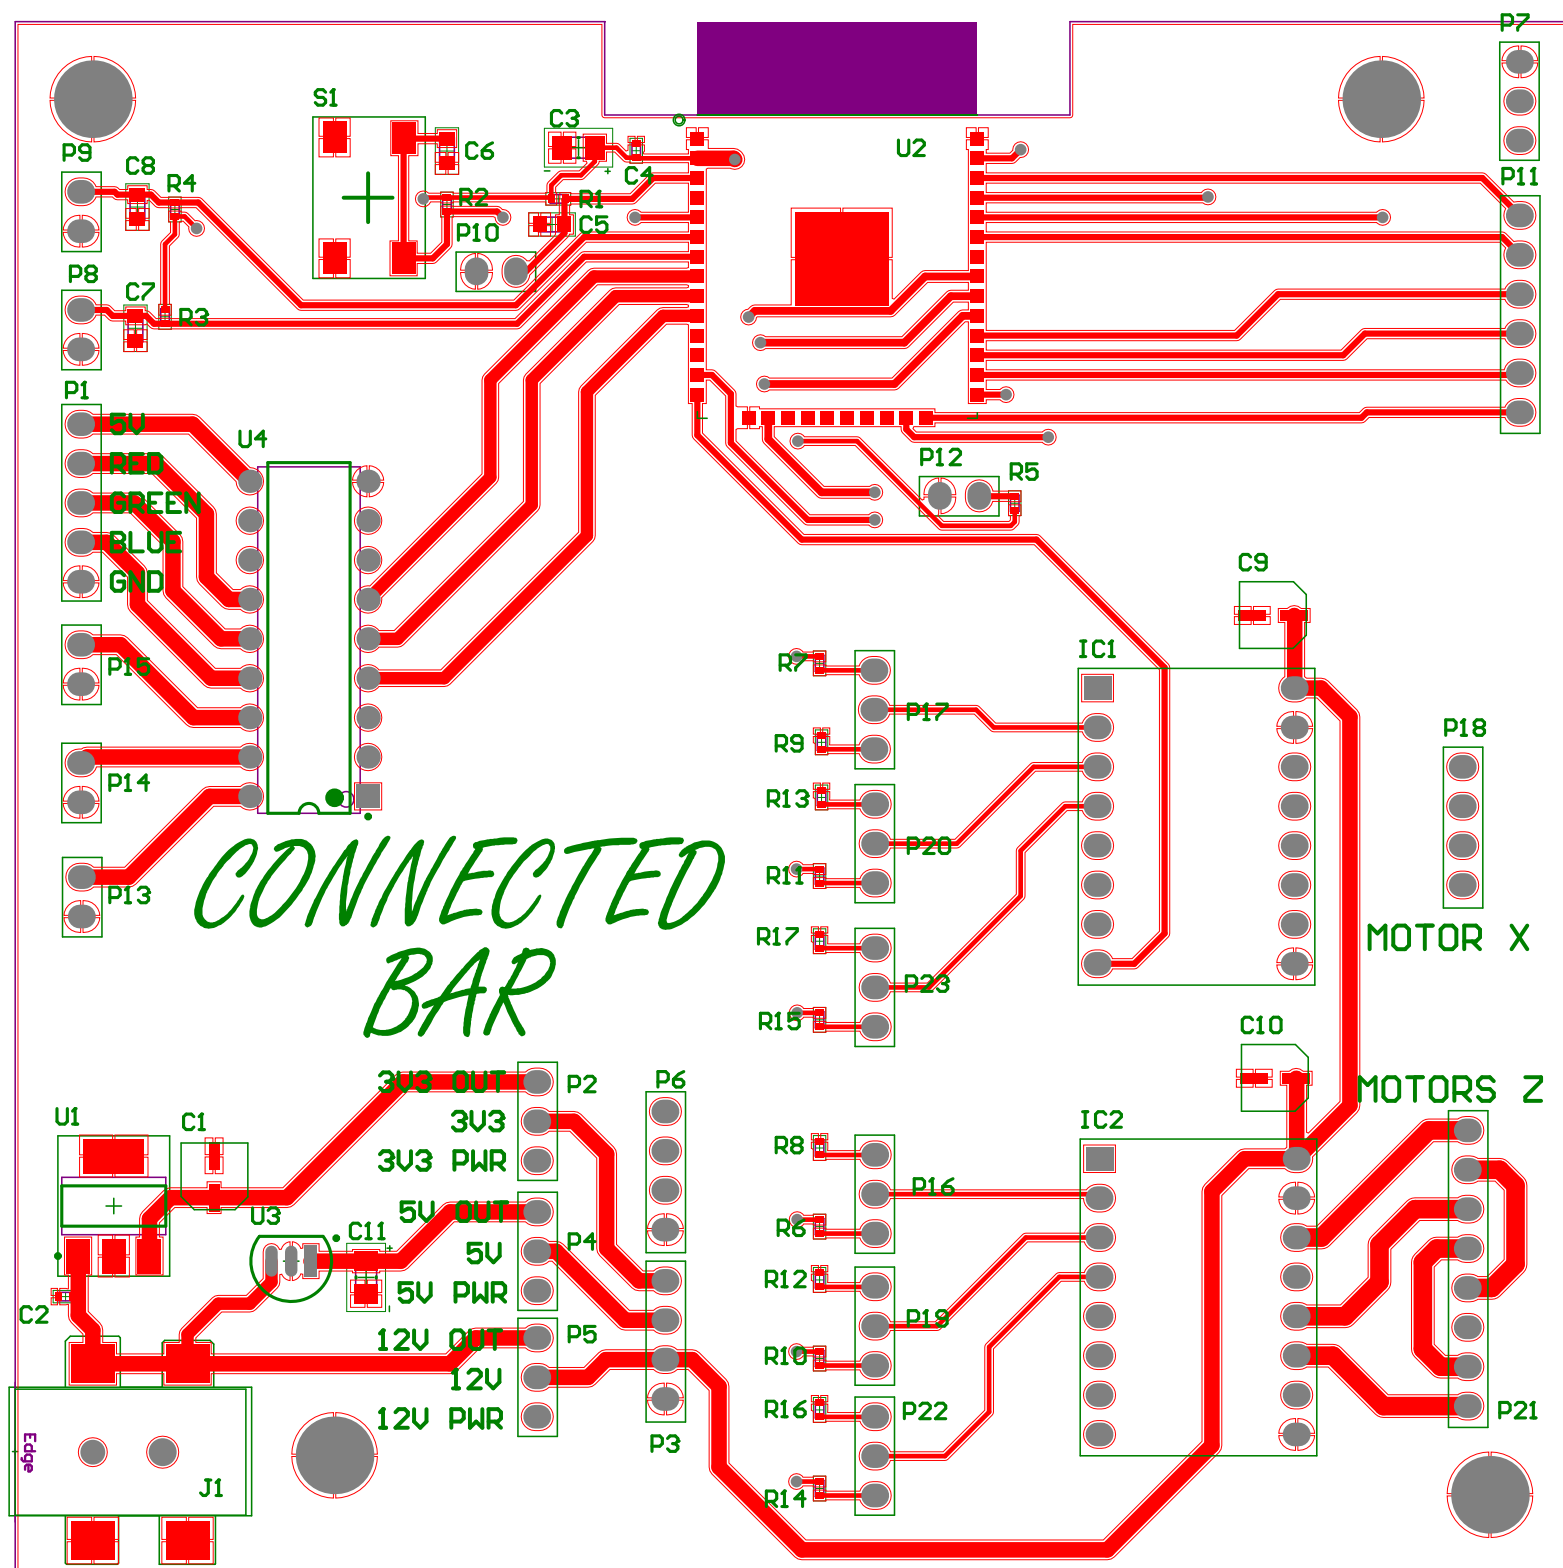 P7
S1
C3
U2
P9
C8
R4
C6
C4
P11
R2
R1
C5
P10
P8
C7
R3
P1
5V
U4
RED
P12
R5
GREEN
BLUE
GND
C9
P15
R7
IC1
P17
R9
P18
P14
R13
P20
R11
P13
CONNECTED
BAR
R17
MOTOR X
P23
R15
C10
3V3 OUT
P2
P6
MOTORS Z
U1
C1
3V3
IC2
3V3 PWR
R8
P16
5V OUT
U3
C11
R6
5V
P4
5V PWR
R12
C2
P19
12V OUT
P5
R10
12V
R16
P22
P21
12V PWR
P3
Edge
J1
R14